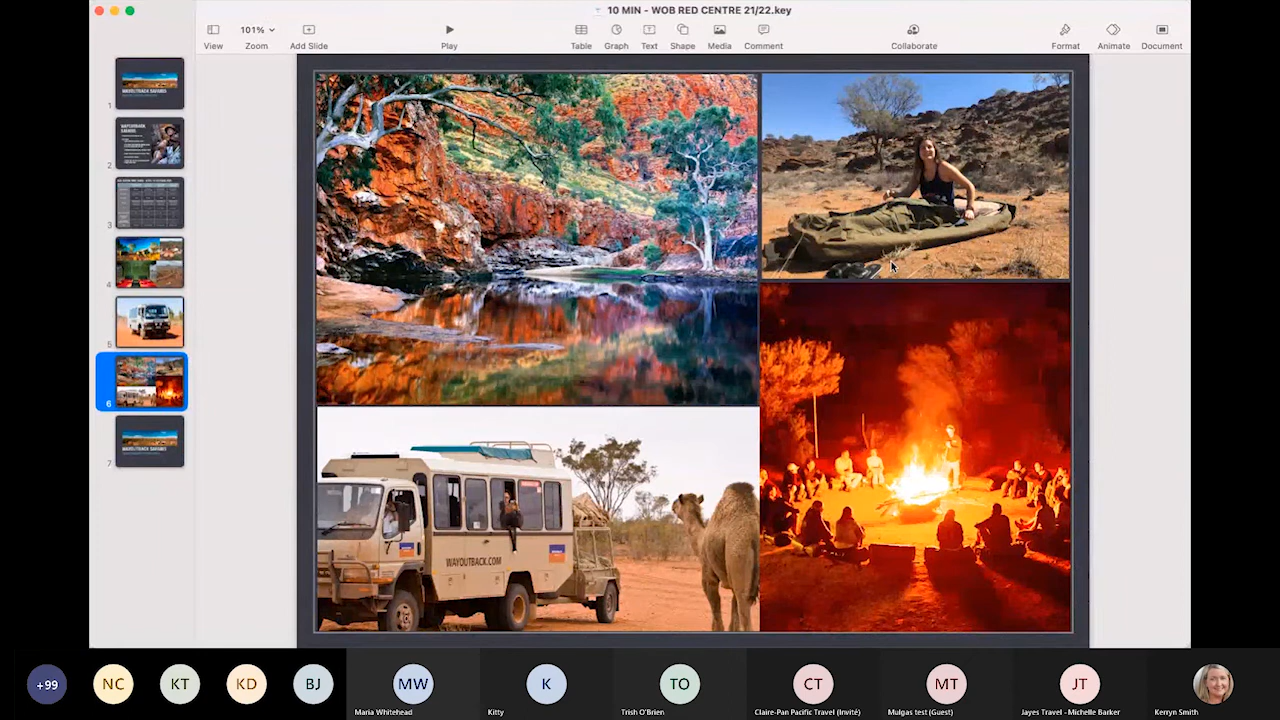 10 MIN - WOB RED CENTRE 21/22.key
101%
View
Zoom
Add Slide
Play
Table
Graph
Text
Shape
Media
Comment
Collaborate
Format
Animate
Document
1
2
3
4
5
6
7
WAYOUTBACK.COM
+99
NC
KT
KD
BJ
MW
Maria Whitehead
K
Kitty
TO
Trish O'Brien
CT
Claire-Pan Pacific Travel (Invité)
MT
Mulgas test (Guest)
JT
Jayes Travel - Michelle Barker
Kerryn Smith